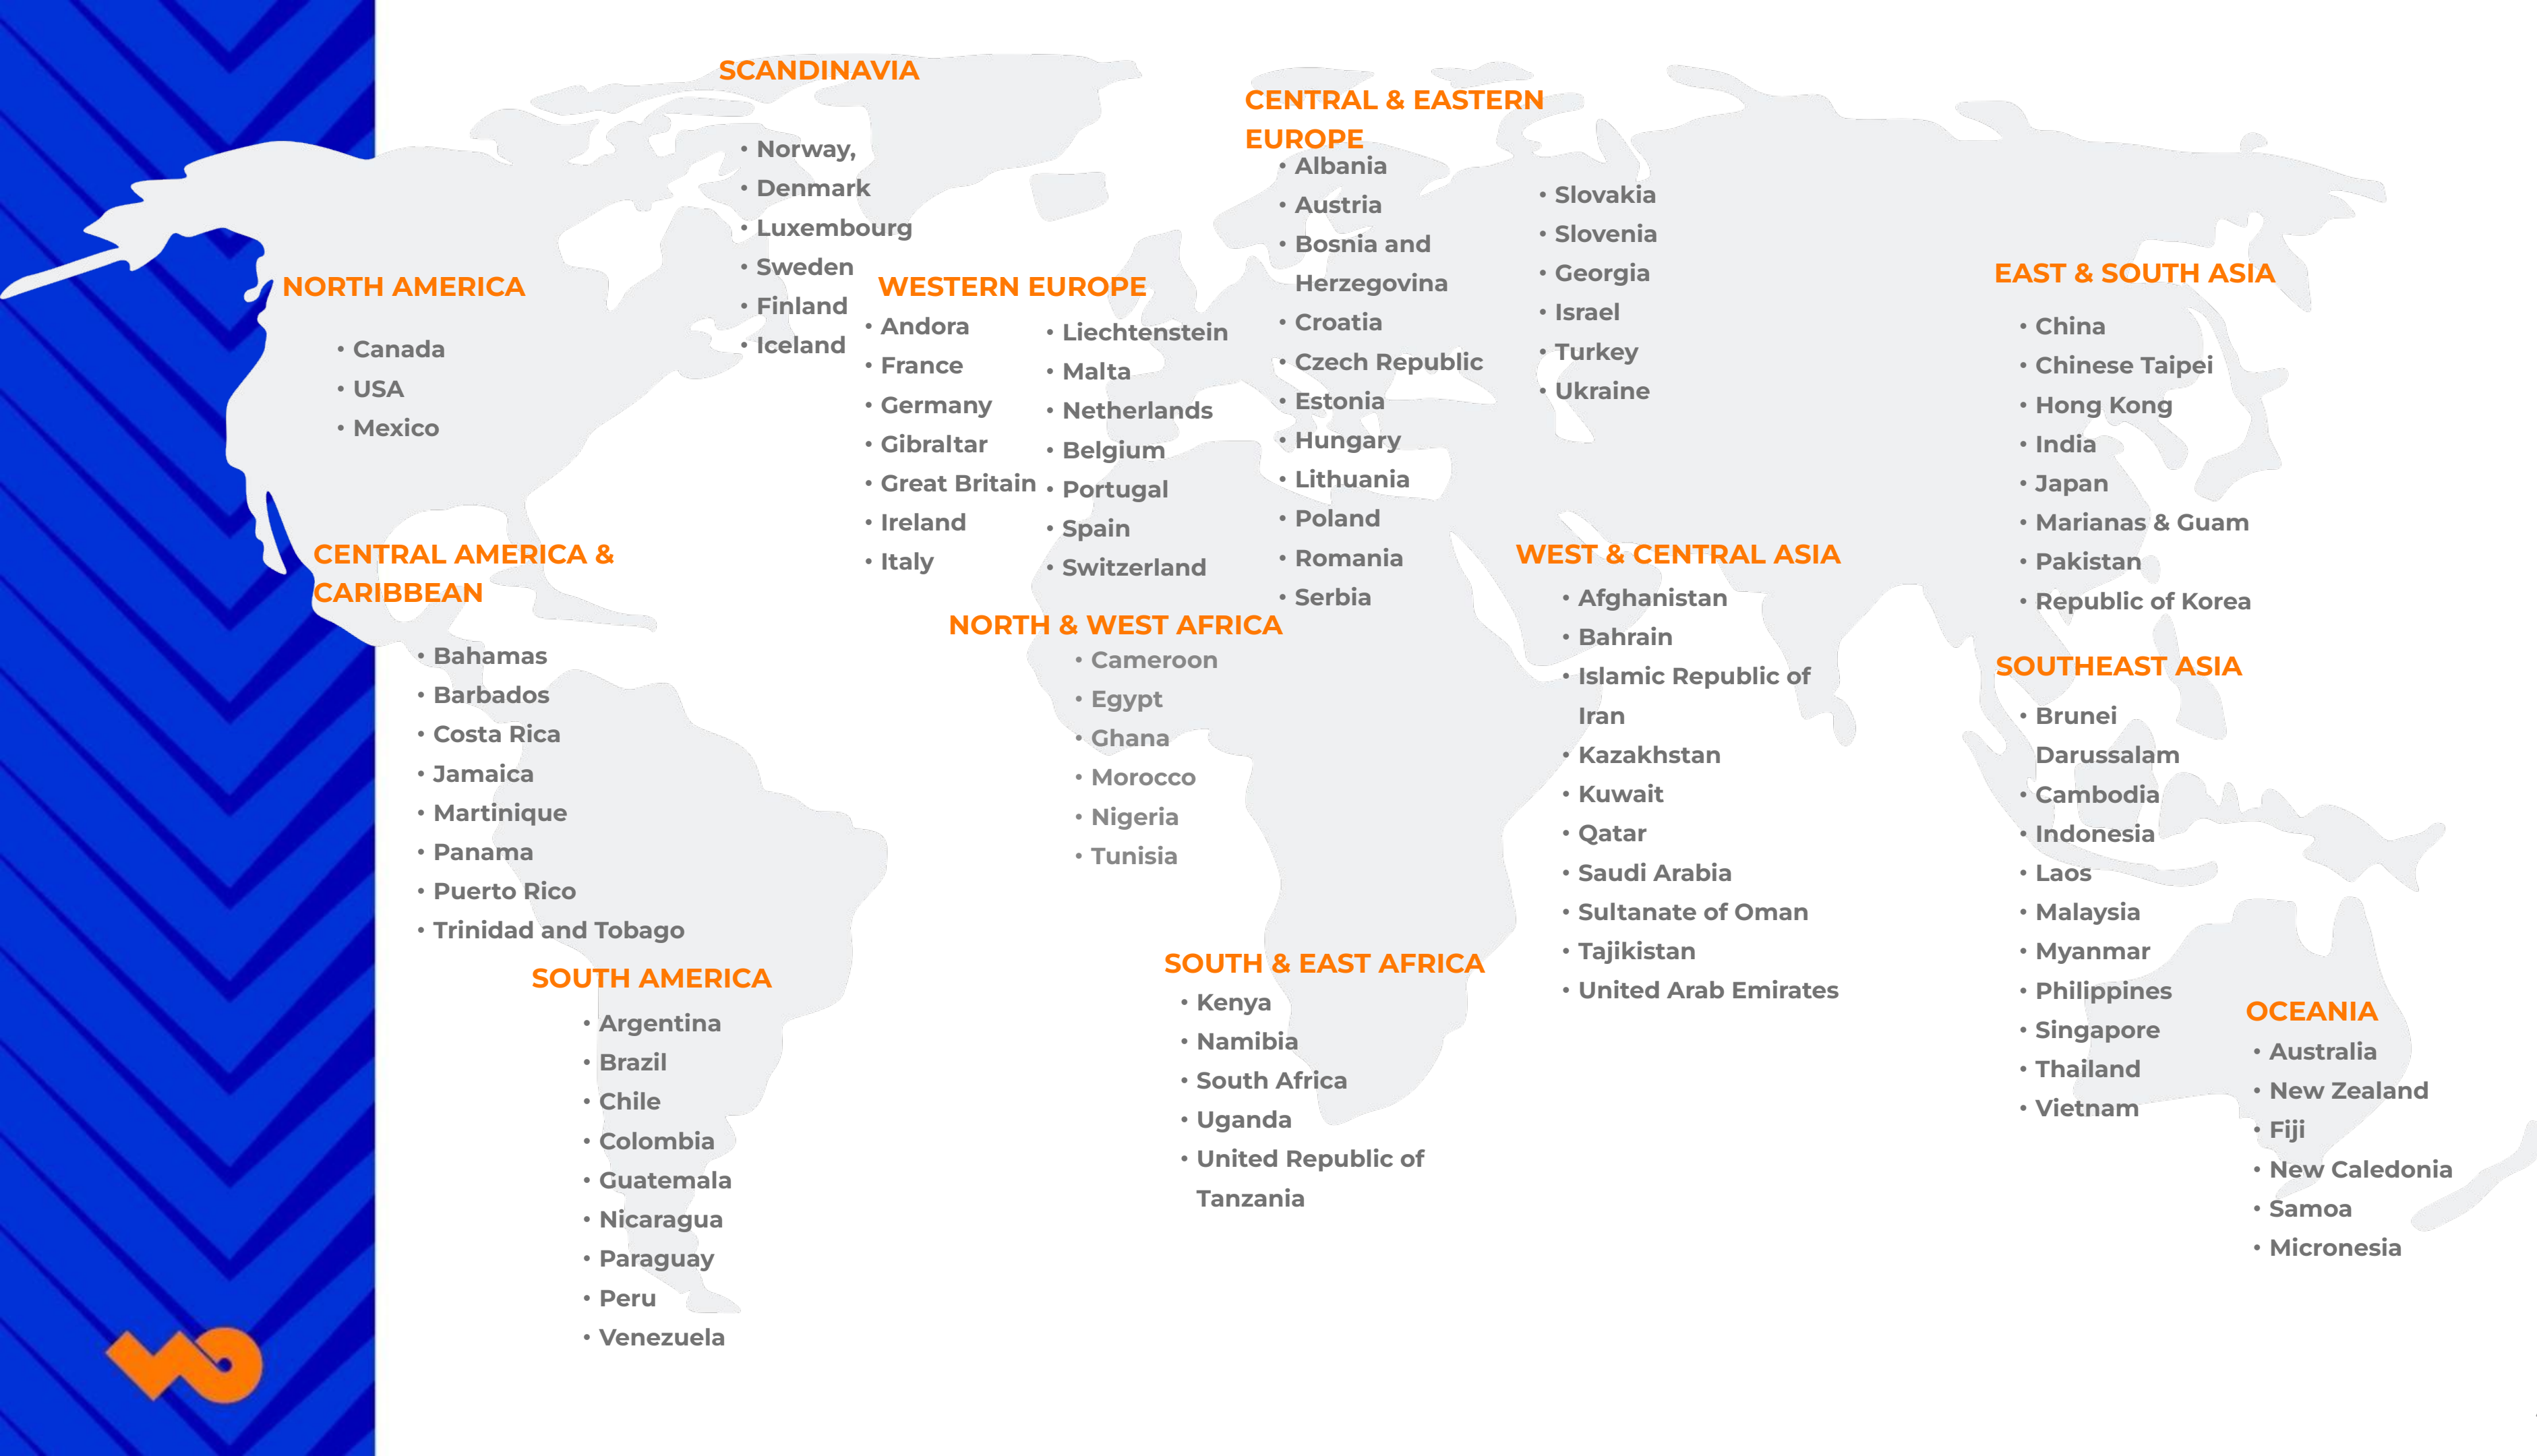 SCANDINAVIA
• Norway,
• Denmark
• Luxembourg
• Sweden
• Finland
• Iceland
CENTRAL & EASTERN
EUROPE
• Albania
• Austria
• Bosnia and
Herzegovina
• Croatia
• Czech Republic
• Estonia
• Hungary
• Lithuania
• Poland
• Romania
• Serbia
• Slovakia
• Slovenia
• Georgia
• Israel
• Turkey
• Ukraine
NORTH AMERICA
• Canada
• USA
• Mexico
WESTERN EUROPE
• Andora
• France
• Germany
• Gibraltar
• Great Britain
• Ireland
• Italy
• Liechtenstein
• Malta
• Netherlands
• Belgium
• Portugal
• Spain
• Switzerland
EAST & SOUTH ASIA
• China
• Chinese Taipei
• Hong Kong
• India
• Japan
• Marianas & Guam
• Pakistan
• Republic of Korea
CENTRAL AMERICA &
CARIBBEAN
• Bahamas
• Barbados
• Costa Rica
• Jamaica
• Martinique
• Panama
• Puerto Rico
• Trinidad and Tobago
NORTH & WEST AFRICA
• Cameroon
• Egypt
• Ghana
• Morocco
• Nigeria
• Tunisia
WEST & CENTRAL ASIA
• Afghanistan
• Bahrain
• Islamic Republic of
Iran
• Kazakhstan
• Kuwait
• Qatar
• Saudi Arabia
• Sultanate of Oman
• Tajikistan
• United Arab Emirates
SOUTHEAST ASIA
• Brunei
Darussalam
• Cambodia
• Indonesia
• Laos
• Malaysia
• Myanmar
• Philippines
• Singapore
• Thailand
• Vietnam
SOUTH AMERICA
• Argentina
• Brazil
• Chile
• Colombia
• Guatemala
• Nicaragua
• Paraguay
• Peru
• Venezuela
SOUTH & EAST AFRICA
• Kenya
• Namibia
• South Africa
• Uganda
• United Republic of
Tanzania
OCEANIA
• Australia
• New Zealand
• Fiji
• New Caledonia
• Samoa
• Micronesia